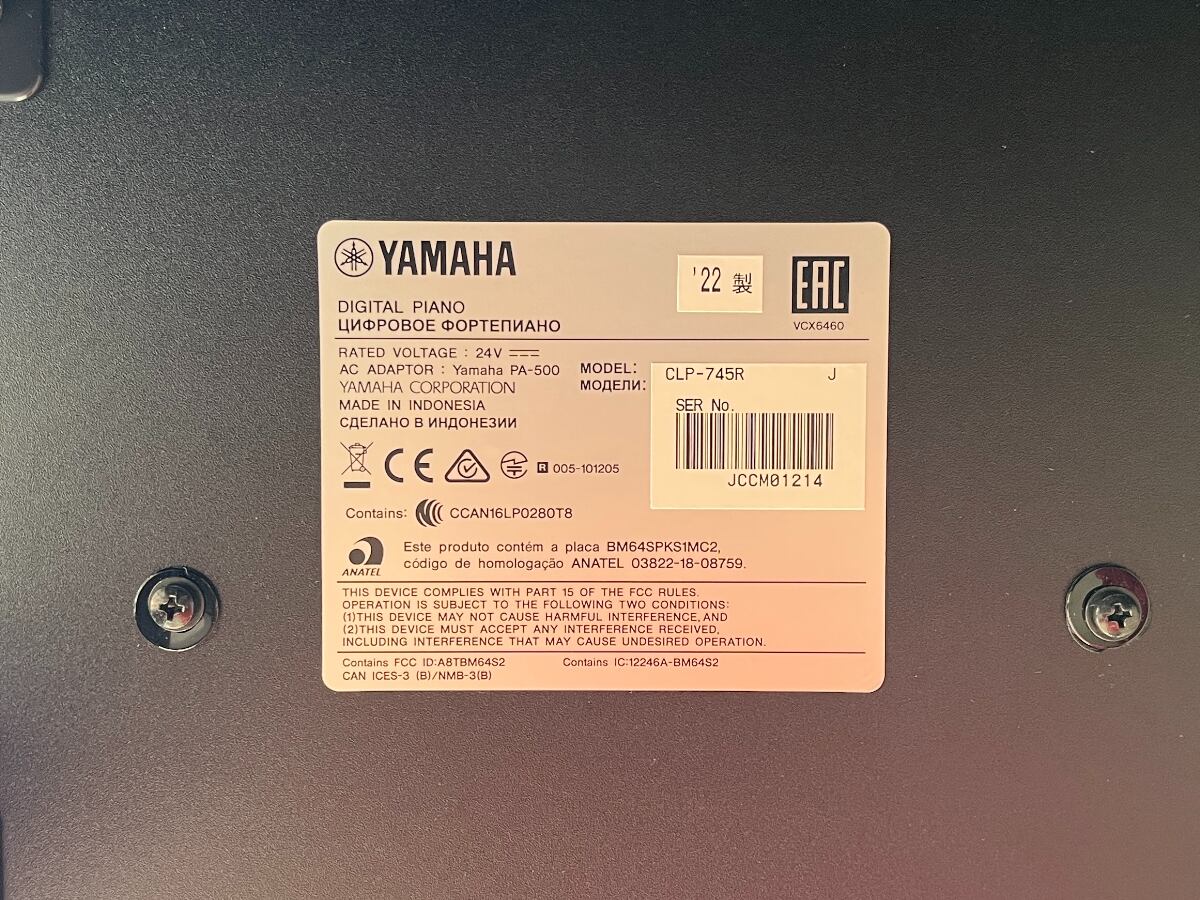 YAMAHA
'22 製
EAC
VCX6460
DIGITAL PIANO
ЦИФРОВОЕ ФОРТЕПИАНО
RATED VOLTAGE : 24V
AC ADAPTOR : Yamaha PA-500
YAMAHA CORPORATION
MADE IN INDONESIA
СДЕЛАНО В ИНДОНЕЗИИ
MODEL:
МОДЕЛИ:
CLP-745R J
SER No.
JCCM01214
CE
R 005-101205
Contains: CCAN16LP0280T8
ANATEL
Este produto contém a placa BM64SPKS1MC2,
código de homologação ANATEL 03822-18-08759.
THIS DEVICE COMPLIES WITH PART 15 OF THE FCC RULES.
OPERATION IS SUBJECT TO THE FOLLOWING TWO CONDITIONS:
(1)THIS DEVICE MAY NOT CAUSE HARMFUL INTERFERENCE, AND
(2)THIS DEVICE MUST ACCEPT ANY INTERFERENCE RECEIVED,
INCLUDING INTERFERENCE THAT MAY CAUSE UNDESIRED OPERATION.
Contains FCC ID:A8TBM64S2 Contains IC:12246A-BM64S2
CAN ICES-3 (B)/NMB-3(B)